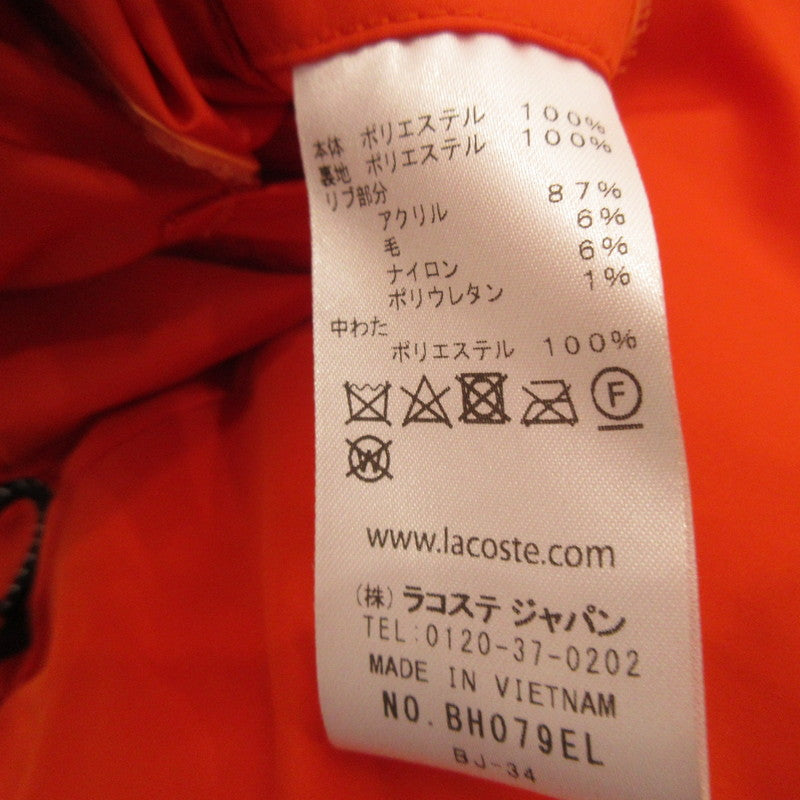 本体 ポリエステル 100%
裏地 ポリエステル 100%
リブ部分
アクリル 87%
毛 6%
ナイロン 6%
ポリウレタン 1%
中わた
ポリエステル 100%
F
W
www.lacoste.com
(株) ラコステ ジャパン
TEL:0120-37-0202
MADE IN VIETNAM
NO.BH079EL
BJ-34